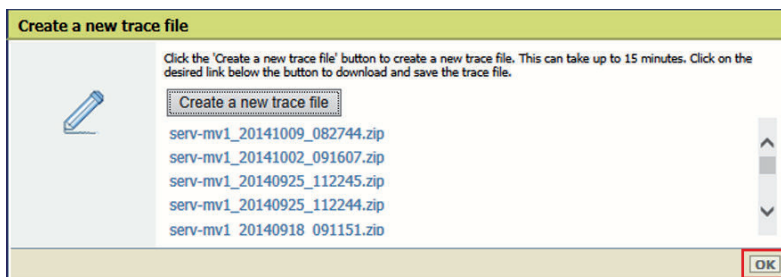 Create a new trace file
Click the 'Create a new trace file' button to create a new trace file. This can take up to 15 minutes. Click on the
desired link below the button to download and save the trace file.
Create a new trace file
serv-mv1_20141009_082744.zip
serv-mv1_20141002_091607.zip
serv-mv1_20140925_112245.zip
serv-mv1_20140925_112244.zip
serv-mv1_20140918_091151.zip
OK